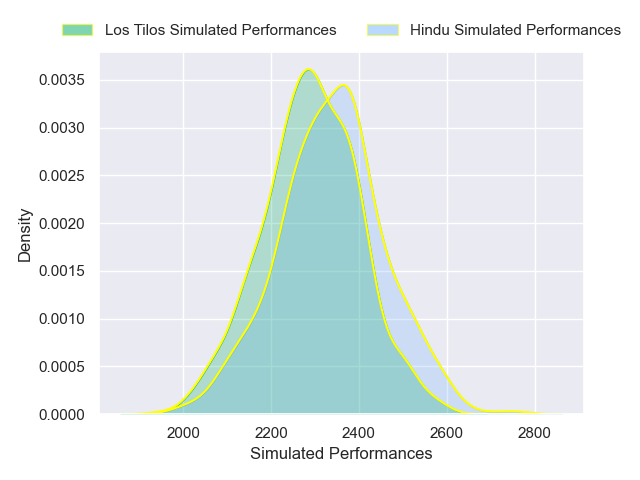 Los Tilos Simulated Performances Hindu Simulated Performances
0.0035
0.0030
0.0025
0.0020
0.0015
0.0010
0.0005
0.0000
Density
2000 2200 2400 2600 2800
Simulated Performances